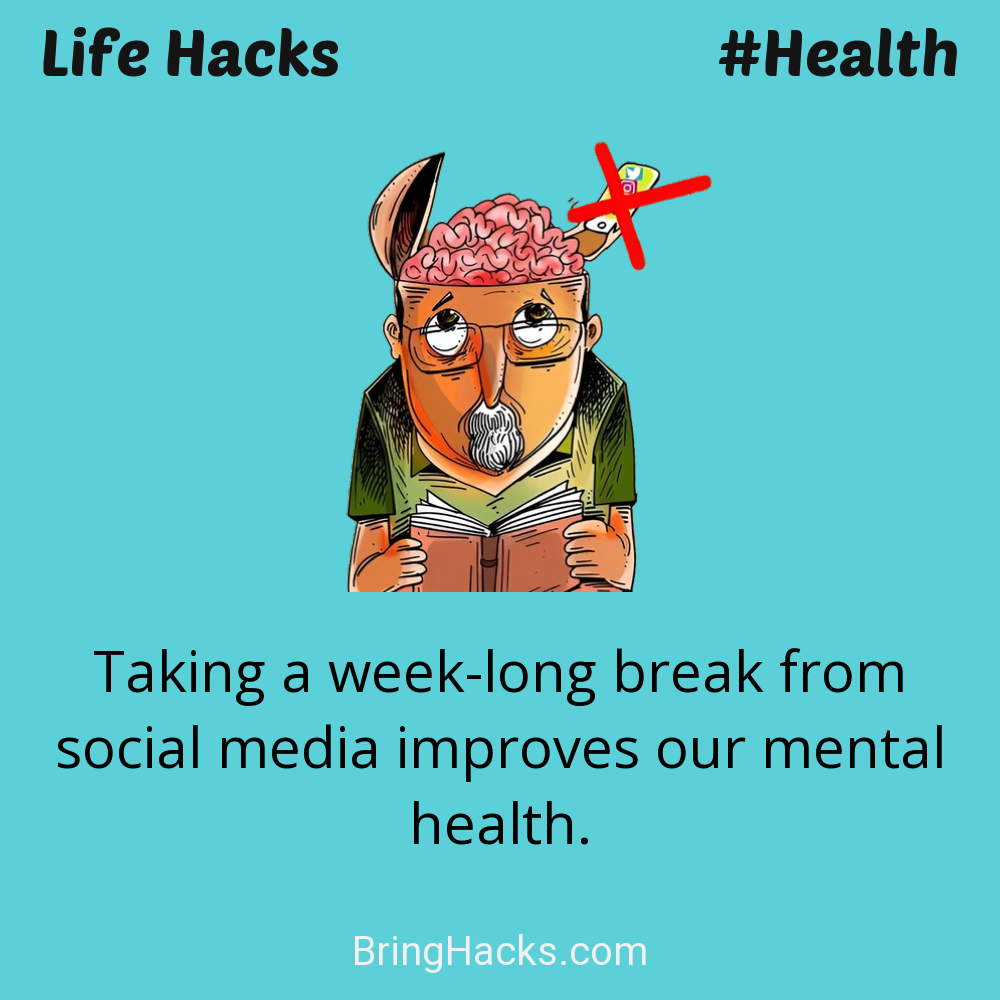 Life Hacks
#Health
Taking a week-long break from
social media improves our mental
health.
BringHacks.com